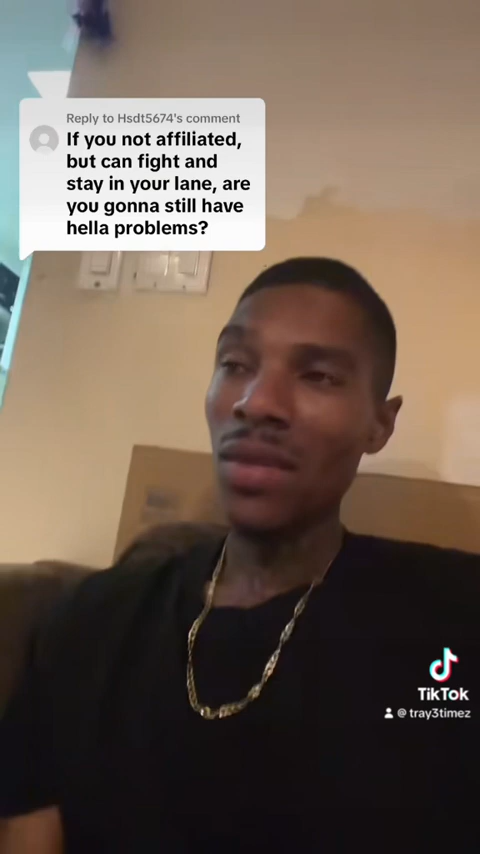 Reply to Hsdt5674's comment
If you not affiliated,
but can fight and
stay in your lane, are
you gonna still have
hella problems?
TikTok
@ tray3timez